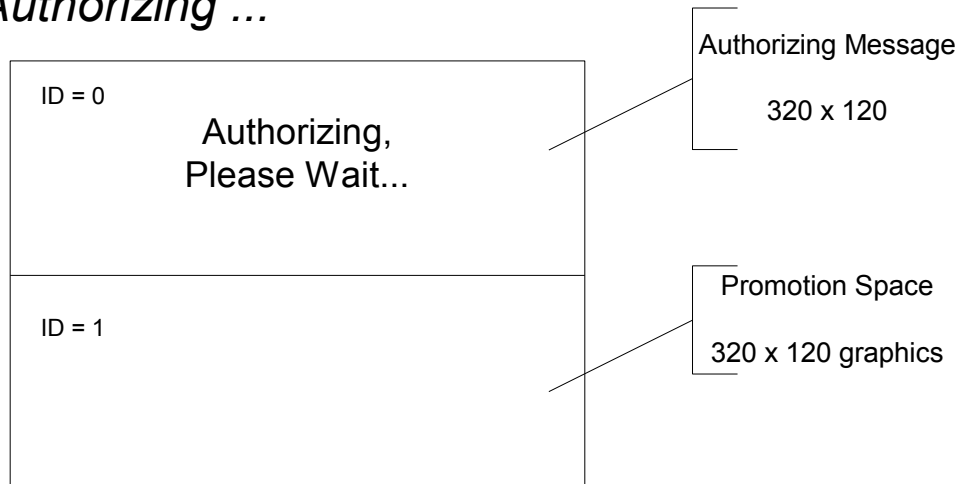 Authorizing ...
ID = 0
Authorizing,
Please Wait...
Authorizing Message
320 x 120
ID = 1
Promotion Space
320 x 120 graphics